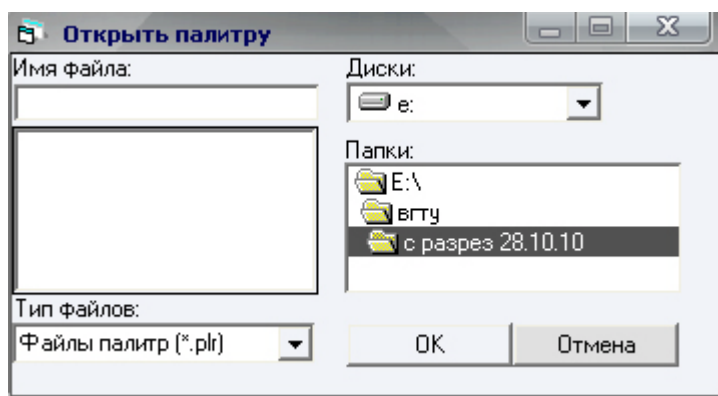 Открыть палитру
Имя файла:
Диски:
e:
Папки:
E:\
вгту
с разрез 28.10.10
Тип файлов:
Файлы палитр (*.plr)
OK
Отмена